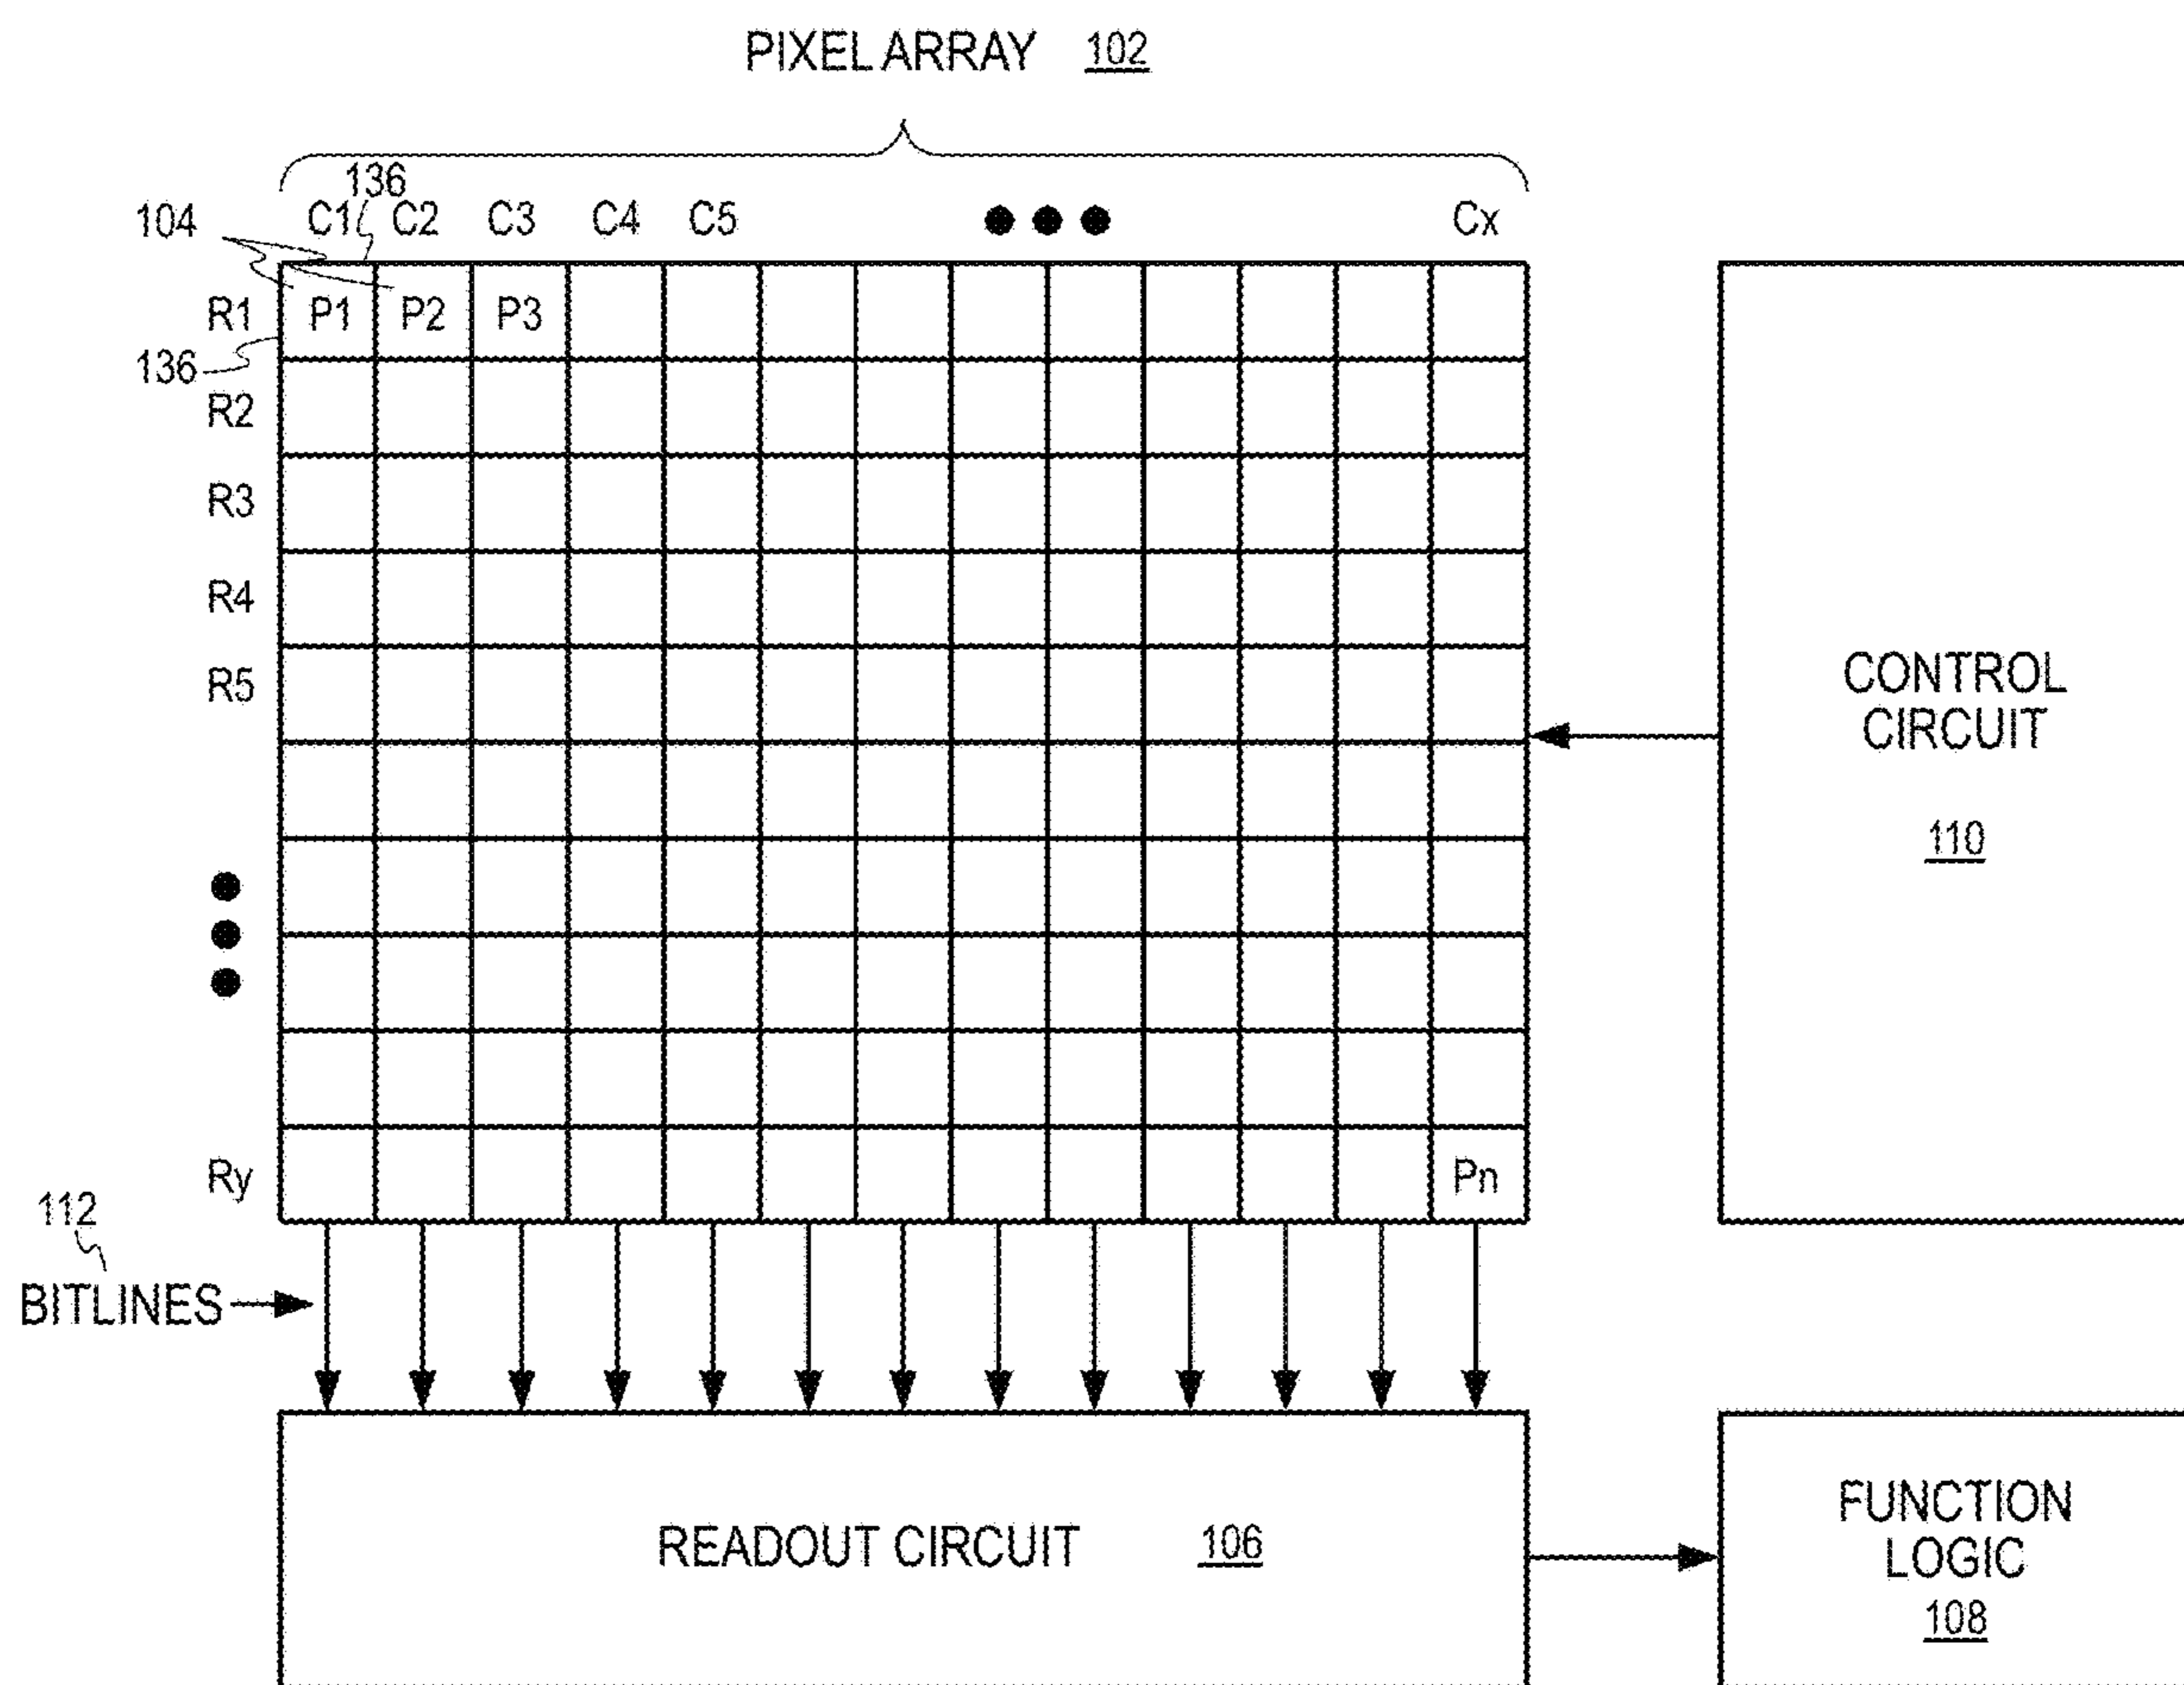 PIXEL ARRAY 102
136
104 C1 C2 C3 C4 C5 Cx
R1 P1 P2 P3
136
R2
R3
R4
R5
CONTROL
CIRCUIT
110
Ry Pn
112
BITLINES
READOUT CIRCUIT 106
FUNCTION
LOGIC
108